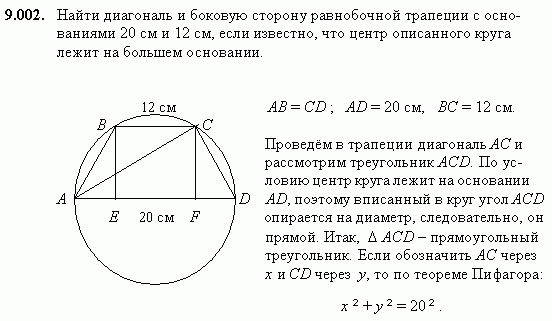 9.002. Найти диагональ и боковую сторону равнобочной трапеции с осно-
ваниями 20 см и 12 см, если известно, что центр описанного круга
лежит на большем основании.
12 см
B
C
A
D
E
20 см
F
AB = CD ; AD = 20 см, BC = 12 см.
Проведём в трапеции диагональ AC и
рассмотрим треугольник ACD. По ус-
ловию центр круга лежит на основании
AD, поэтому вписанный в круг угол ACD
опирается на диаметр, следовательно, он
прямой. Итак, Δ ACD – прямоугольный
треугольник. Если обозначить AC через
x и CD через y, то по теореме Пифагора:
x ² + y ² = 20 ² .